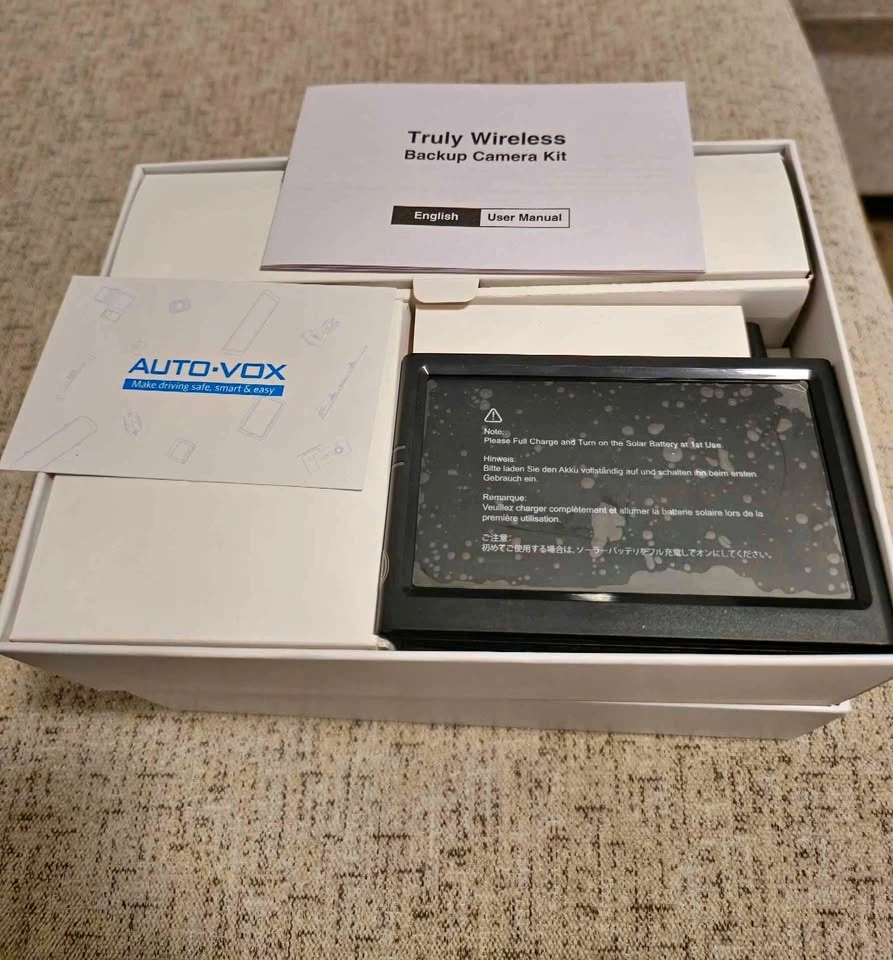 Truly Wireless
Backup Camera Kit
English User Manual
AUTO·VOX
Make driving safe, smart & easy
Note:
Please Full Charge and Turn on the Solar Battery at 1st Use.
Hinweis:
Bitte laden Sie den Akku vollständig auf und schalten ihn beim ersten
Gebrauch ein.
Remarque:
Veuillez charger complètement et allumer la batterie solaire lors de la
première utilisation.
ご注意:
初めてご使用する場合は、ソーラーバッテリをフル充電してオンにしてください。